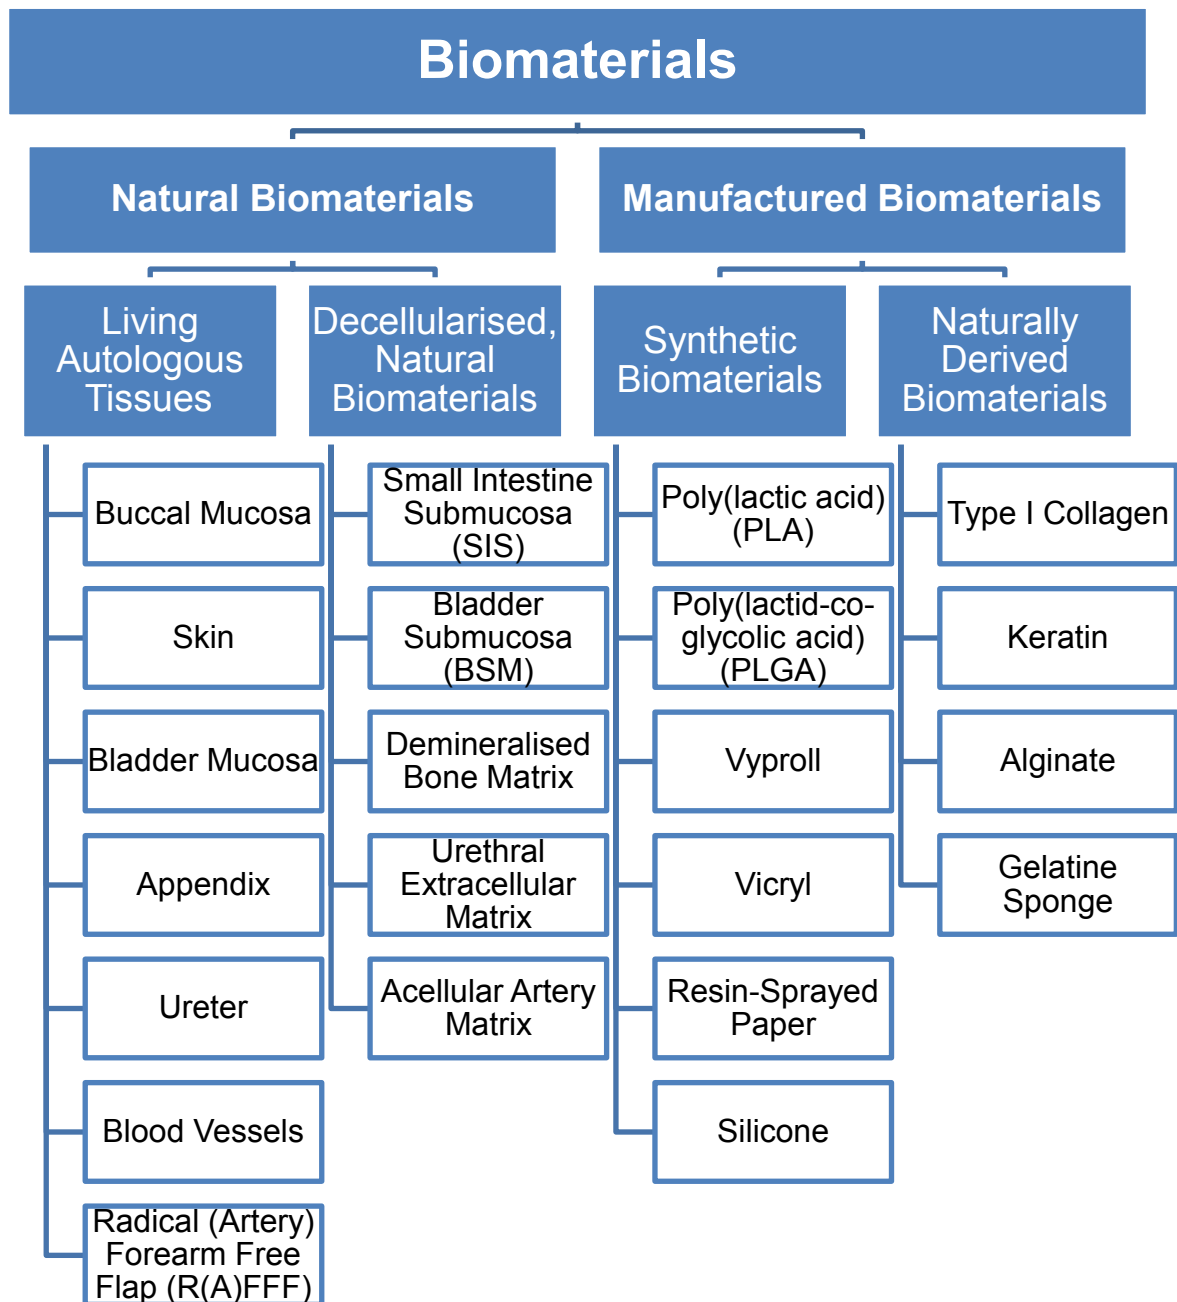 Biomaterials
Natural Biomaterials
Manufactured Biomaterials
Living
Autologous
Tissues
Decellularised,
Natural
Biomaterials
Synthetic
Biomaterials
Naturally
Derived
Biomaterials
Buccal Mucosa
Skin
Bladder Mucosa
Appendix
Ureter
Blood Vessels
Radical (Artery)
Forearm Free
Flap (R(A)FFF)
Small Intestine
Submucosa
(SIS)
Bladder
Submucosa
(BSM)
Demineralised
Bone Matrix
Urethral
Extracellular
Matrix
Acellular Artery
Matrix
Poly(lactic acid)
(PLA)
Poly(lactid-co-
glycolic acid)
(PLGA)
Vyproll
Vicryl
Resin-Sprayed
Paper
Silicone
Type I Collagen
Keratin
Alginate
Gelatine
Sponge